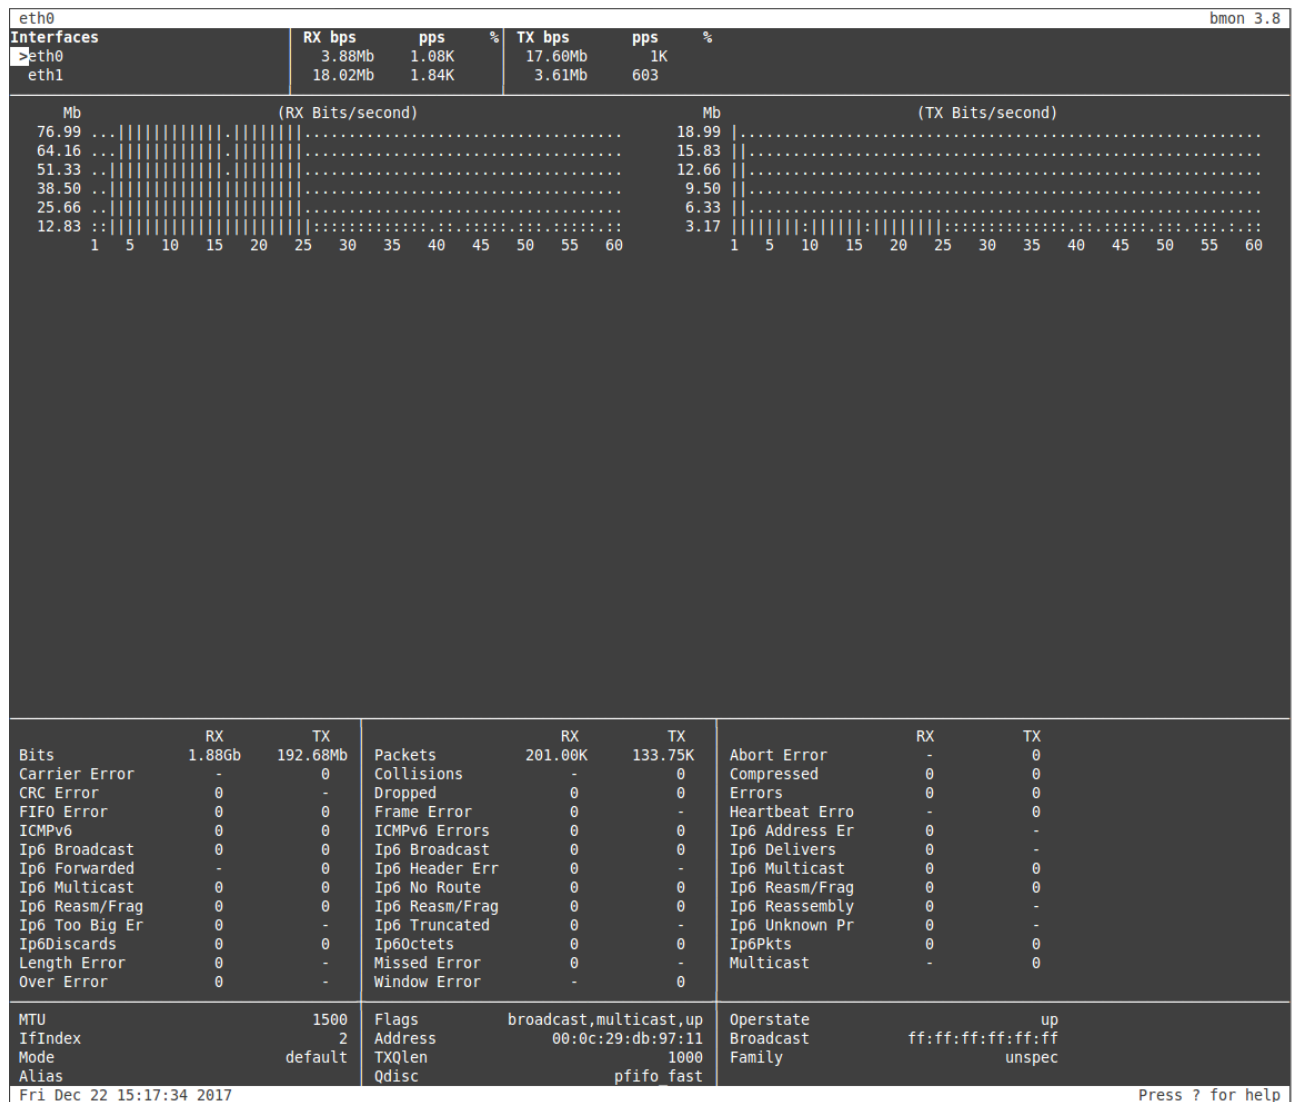 eth0 bmon 3.8
Interfaces RX bps pps % TX bps pps %
>eth0 3.88Mb 1.08K 17.60Mb 1K
eth1 18.02Mb 1.84K 3.61Mb 603
Mb (RX Bits/second) Mb (TX Bits/second)
76.99 ...||||||||||||.||||||||.................................... 18.99 |...........................................................
64.16 ...||||||||||||.||||||||.................................... 15.83 ||..........................................................
51.33 ..|||||||||||||.||||||||.................................... 12.66 ||..........................................................
38.50 ..||||||||||||||||||||||.................................... 9.50 ||..........................................................
25.66 ..||||||||||||||||||||||.................................... 6.33 ||..........................................................
12.83 ::|||||||||||||||||||||||::::::::::::.::.:::::.:::.:::::.:: 3.17 ||||||||:||||||:||||||||::::::::::::::.::.:::::.:::.:::.:.::
1 5 10 15 20 25 30 35 40 45 50 55 60 1 5 10 15 20 25 30 35 40 45 50 55 60
RX TX RX TX RX TX
Bits 1.88Gb 192.68Mb Packets 201.00K 133.75K Abort Error - 0
Carrier Error - 0 Collisions - 0 Compressed 0 0
CRC Error 0 - Dropped 0 0 Errors 0 0
FIFO Error 0 0 Frame Error 0 - Heartbeat Erro - 0
ICMPv6 0 0 ICMPv6 Errors 0 0 Ip6 Address Er 0 -
Ip6 Broadcast 0 0 Ip6 Broadcast 0 0 Ip6 Delivers 0 -
Ip6 Forwarded - 0 Ip6 Header Err 0 - Ip6 Multicast 0 0
Ip6 Multicast 0 0 Ip6 No Route 0 0 Ip6 Reasm/Frag 0 0
Ip6 Reasm/Frag 0 0 Ip6 Reasm/Frag 0 0 Ip6 Reassembly 0 -
Ip6 Too Big Er 0 - Ip6 Truncated 0 - Ip6 Unknown Pr 0 -
Ip6Discards 0 0 Ip6Octets 0 0 Ip6Pkts 0 0
Length Error 0 - Missed Error 0 - Multicast - 0
Over Error 0 - Window Error - 0
MTU 1500 Flags broadcast,multicast,up Operstate up
IfIndex 2 Address 00:0c:29:db:97:11 Broadcast ff:ff:ff:ff:ff:ff
Mode default TXQlen 1000 Family unspec
Alias Qdisc pfifo_fast
Fri Dec 22 15:17:34 2017 Press ? for help